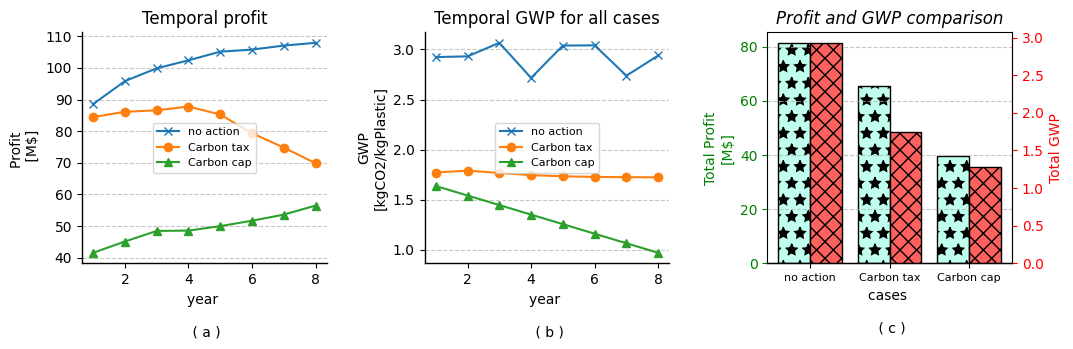 Temporal profit
Profit
[M$]
110
100
90
80
70
60
50
40
no action
Carbon tax
Carbon cap
2
4
6
8
year
( a )
Temporal GWP for all cases
GWP
[kgCO2/kgPlastic]
3.0
2.5
2.0
1.5
1.0
no action
Carbon tax
Carbon cap
2
4
6
8
year
( b )
Profit and GWP comparison
Total Profit
[M$]
80
60
40
20
0
3.0
2.5
2.0
1.5
1.0
0.5
0.0
Total GWP
no action
Carbon tax
Carbon cap
cases
( c )